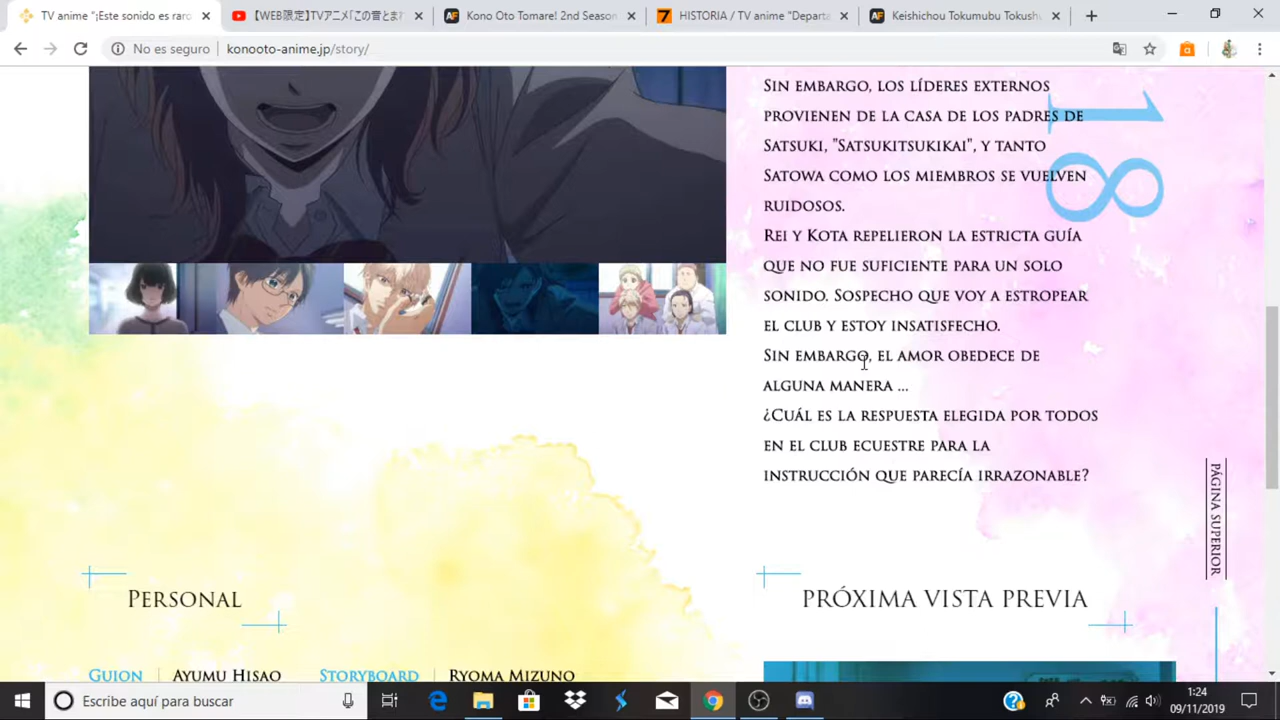 TV anime "¡Este sonido es raro
【WEB限定】TVアニメ「この音とまれ
Kono Oto Tomare! 2nd Season
HISTORIA / TV anime "Departa
Keishichou Tokumubu Tokushu
No es seguro
konooto-anime.jp/story/
Sin embargo, los líderes externos
provienen de la casa de los padres de
Satsuki, "Satsukitsukikai", y tanto
Satowa como los miembros se vuelven
ruidosos.
Rei y Kota repelieron la estricta guía
que no fue suficiente para un solo
sonido. Sospecho que voy a estropear
el club y estoy insatisfecho.
Sin embargo, el amor obedece de
alguna manera ...
¿Cuál es la respuesta elegida por todos
en el club ecuestre para la
instrucción que parecía irrazonable?
18
PÁGINA SUPERIOR
Personal
PRÓXIMA VISTA PREVIA
Guion
Ayumu Hisao
Storyboard
Ryoma Mizuno
Escribe aquí para buscar
1:24
09/11/2019